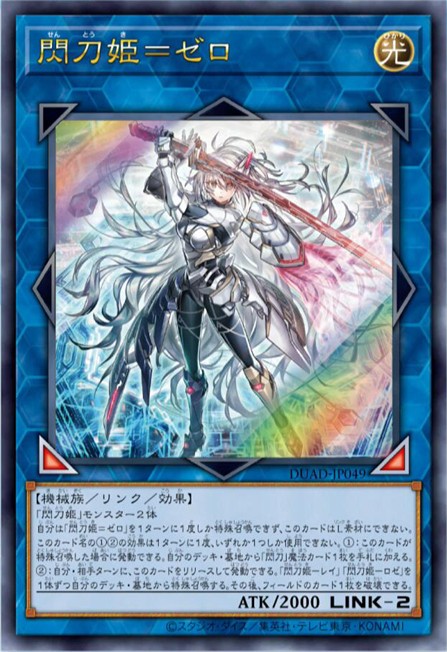 閃刀姫＝ゼロ
光
DUAD-JP049
【機械族／リンク／効果】
「閃刀姫」モンスター2体
自分は「閃刀姫＝ゼロ」を1ターンに1度しか特殊召喚できず、このカードはL素材にできない。
このカード名の①②の効果は1ターンに1度、いずれか1つしか使用できない。①：このカードが
特殊召喚した場合に発動できる。自分のデッキ・墓地から「閃刀」魔法カード1枚を手札に加える。
②：自分・相手ターンに、このカードをリリースして発動できる。「閃刀姫－レイ」「閃刀姫－ロゼ」を
1体ずつ自分のデッキ・墓地から特殊召喚する。その後、フィールドのカード1枚を破壊できる。
ATK/2000 LINK-2
©スタジオ・ダイス／集英社・テレビ東京・KONAMI